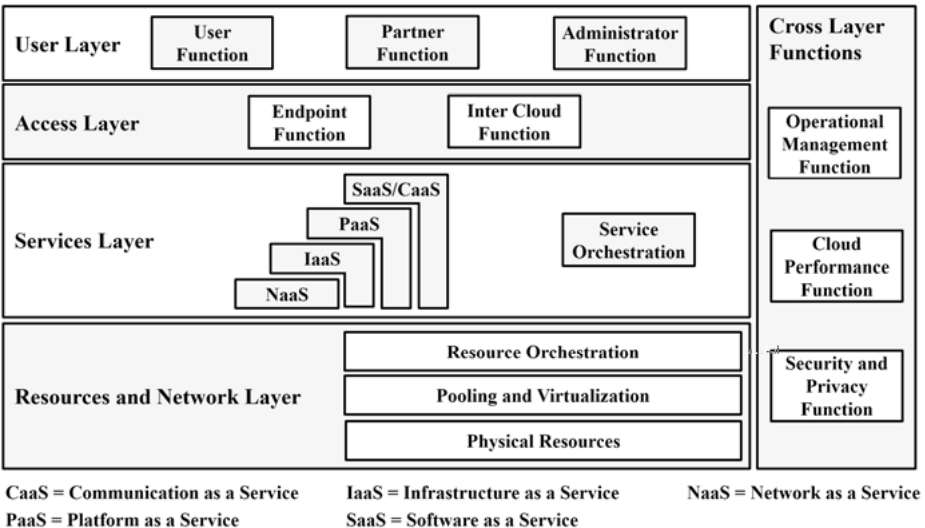 User Layer
User
Function
Partner
Function
Administrator
Function
Cross Layer
Functions
Access Layer
Endpoint
Function
Inter Cloud
Function
Operational
Management
Function
Services Layer
SaaS/CaaS
PaaS
IaaS
NaaS
Service
Orchestration
Cloud
Performance
Function
Resources and Network Layer
Resource Orchestration
Pooling and Virtualization
Physical Resources
Security and
Privacy
Function
CaaS = Communication as a Service
IaaS = Infrastructure as a Service
NaaS = Network as a Service
PaaS = Platform as a Service
SaaS = Software as a Service